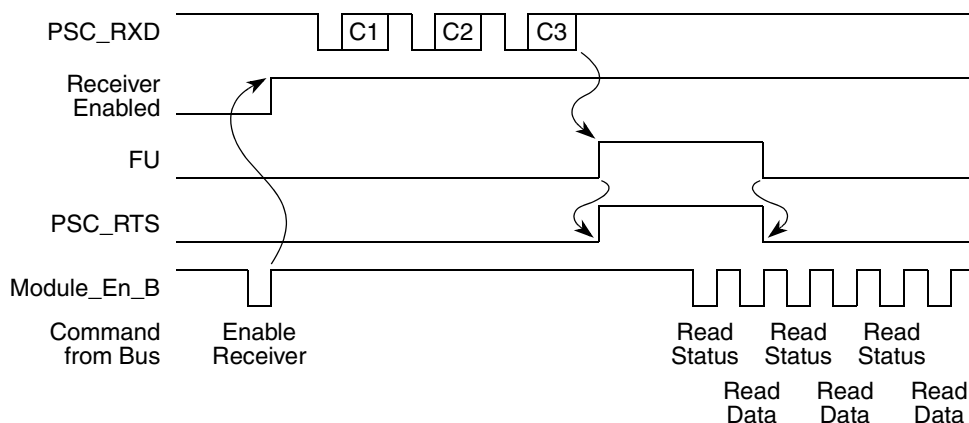 PSC_RXD
C1
C2
C3
Receiver
Enabled
FU
PSC_RTS
Module_En_B
Command
from Bus
Enable
Receiver
Read
Status
Read
Status
Read
Status
Read
Data
Read
Data
Read
Data